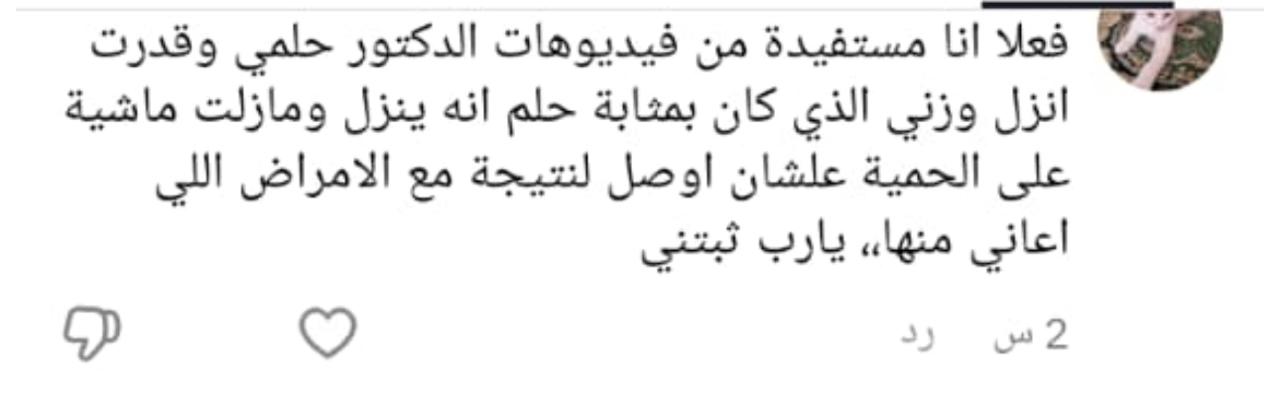 فعلا انا مستفيدة من فيديوهات الدكتور حلمي وقدرت
انزل وزني الذي كان بمثابة حلم انه ينزل ومازلت ماشية
على الحمية علشان اوصل لنتيجة مع الامراض اللي
اعاني منها،، يارب ثبتني
2 س رد